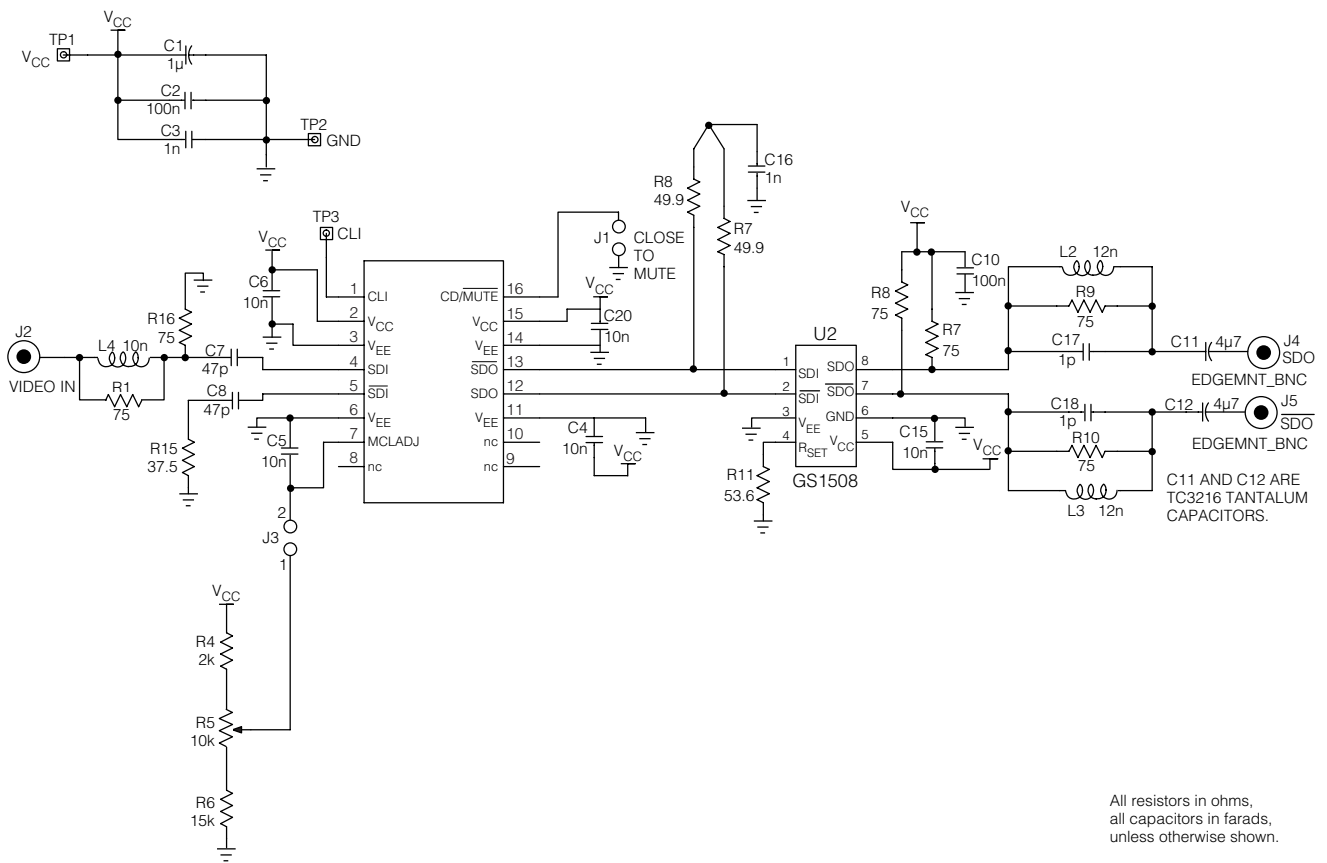 VCC
TP1
VCC
C1
1µ
C2
100n
C3
1n
TP2
GND
R8
49.9
R7
49.9
C16
1n
TP3
CLI
VCC
C6
10n
J1
CLOSE
TO
MUTE
VCC
C20
10n
1
CLI
2
VCC
3
VEE
4
SDI
5
SDI
6
VEE
7
MCLADJ
8
nc
CD/MUTE
16
VCC
15
VEE
14
SDO
13
SDO
12
VEE
11
nc
10
nc
9
J2
VIDEO IN
L4 10n
R1
75
R16
75
C7
47p
C8
47p
R15
37.5
C5
10n
C4
10n
VCC
2
J3
1
VCC
R4
2k
R5
10k
R6
15k
VCC
R8
75
R7
75
C10
100n
U2
1
SDI
2
SDI
3
VEE
4
RSET
SDO
8
SDO
7
GND
6
VCC
5
GS1508
R11
53.6
C15
10n
VCC
L2 12n
R9
75
C17
1p
C11
4µ7
J4
SDO
EDGEMNT_BNC
C18
1p
C12
4µ7
J5
SDO
EDGEMNT_BNC
R10
75
L3 12n
C11 AND C12 ARE
TC3216 TANTALUM
CAPACITORS.
All resistors in ohms,
all capacitors in farads,
unless otherwise shown.